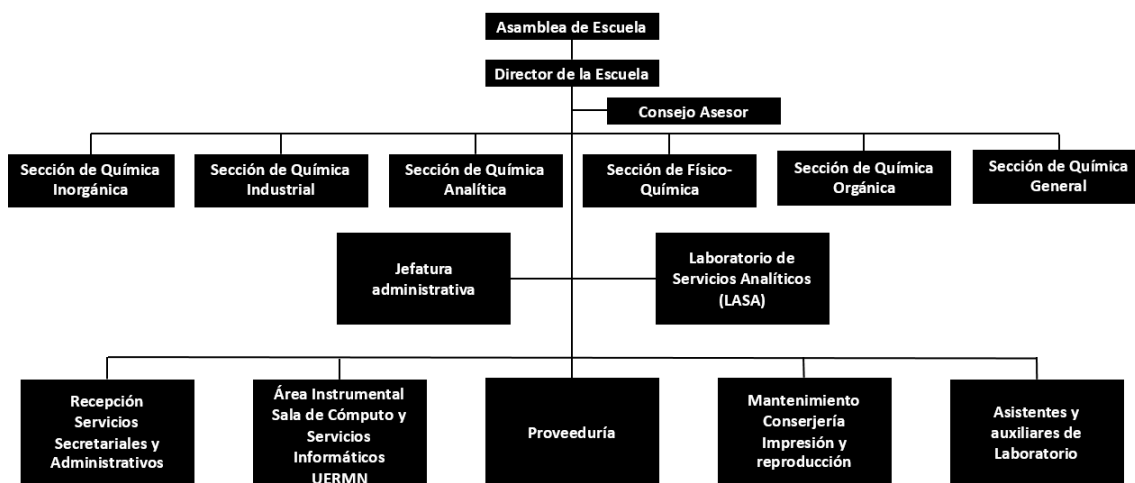 Asamblea de Escuela
Director de la Escuela
Consejo Asesor
Sección de Química
Inorgánica
Sección de Química
Industrial
Sección de Química
Analítica
Sección de Físico-
Química
Sección de Química
Orgánica
Sección de Química
General
Jefatura
administrativa
Laboratorio de
Servicios Analíticos
(LASA)
Recepción
Servicios
Secretariales y
Administrativos
Área Instrumental
Sala de Cómputo y
Servicios
Informáticos
UERMN
Proveeduría
Mantenimiento
Conserjería
Impresión y
reproducción
Asistentes y
auxiliares de
Laboratorio